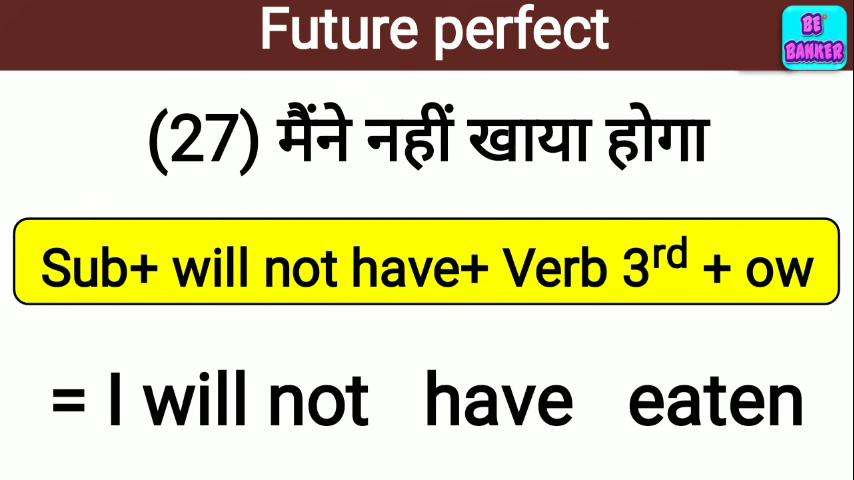 Future perfect
BE
BANKER
(27) मैंने नहीं खाया होगा
Sub+ will not have+ Verb 3rd + ow
= I will not have eaten